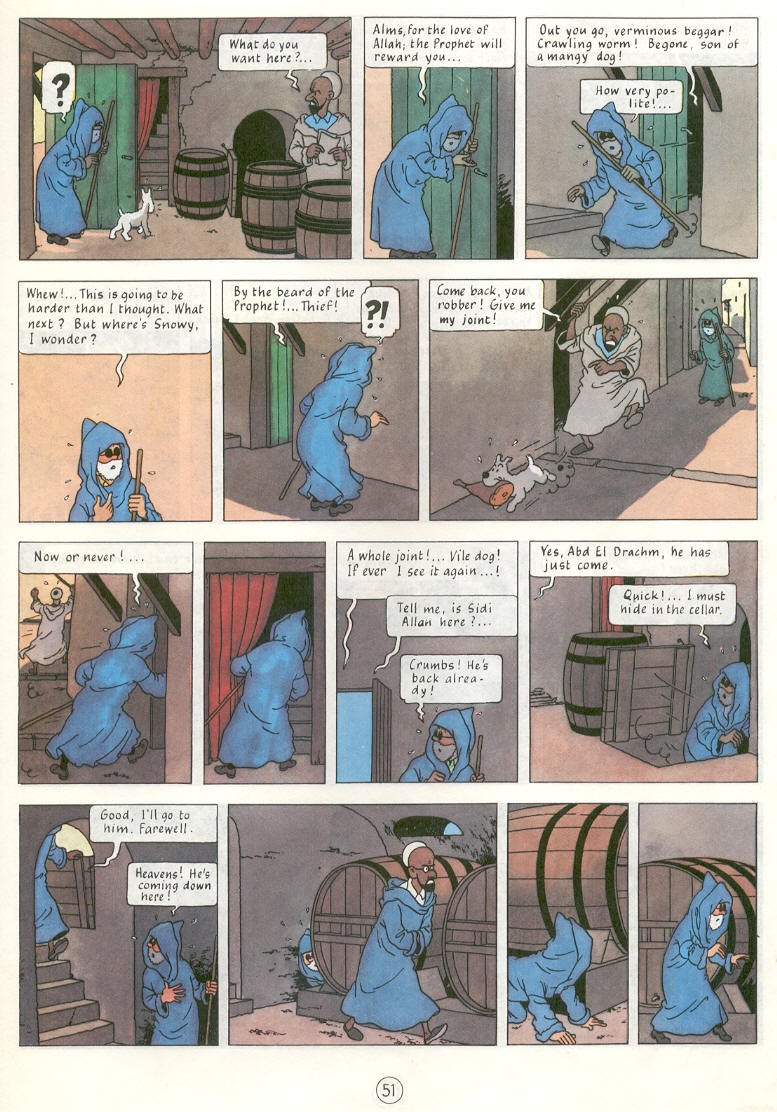 ?
What do you
want here?...
Alms, for the love of
Allah; the Prophet will
reward you...
Out you go, verminous beggar!
Crawling worm! Begone, son of
a mangy dog!
How very po-
lite!...
Whew!... This is going to be
harder than I thought. What
next? But where's Snowy,
I wonder?
By the beard of the
Prophet!... Thief!
?!
Come back, you
robber! Give me
my joint!
Now or never! ...
A whole joint!... Vile dog!
If ever I see it again...!
Tell me, is Sidi
Allah here?...
Crumbs! He's
back alrea-
dy!
Yes, Abd El Drachm, he has
just come.
Quick!... I must
hide in the cellar.
Good, I'll go to
him. Farewell.
Heavens! He's
coming down
here!
51